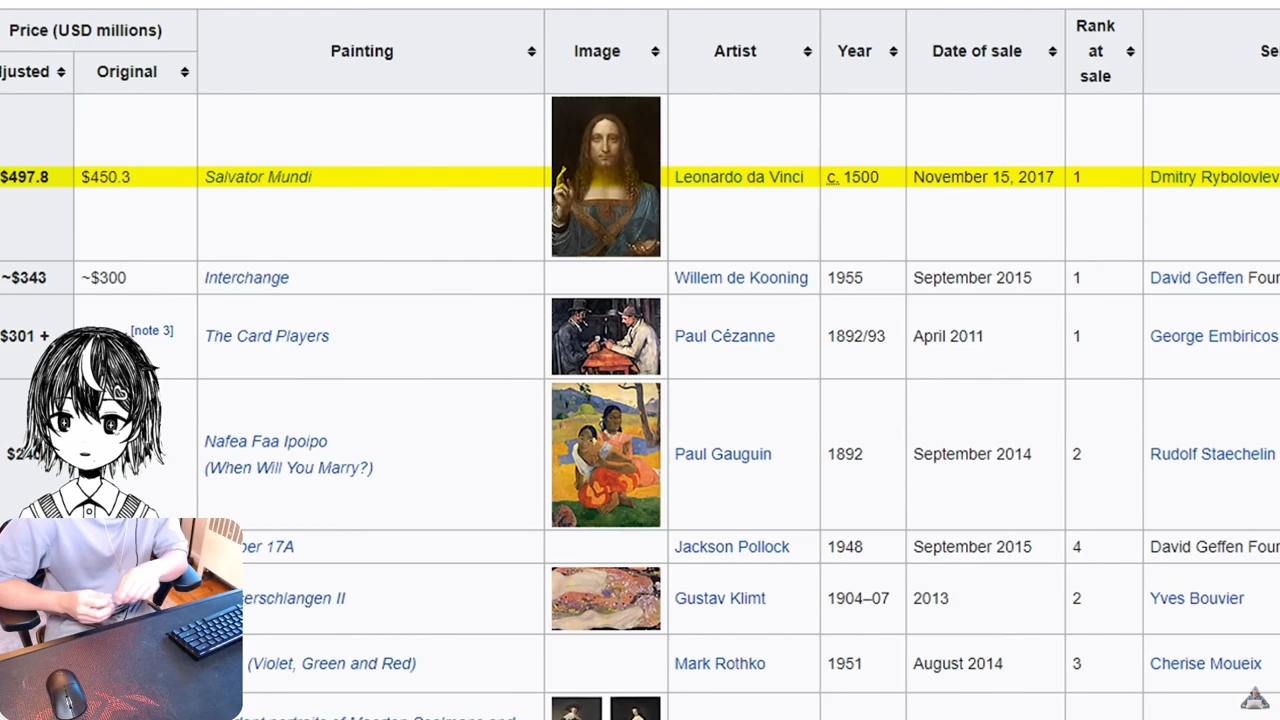 Price (USD millions)
Original
Painting
Image
Artist
Year
Date of sale
Rank
at
sale
$497.8
$450.3
Salvator Mundi
Leonardo da Vinci
c. 1500
November 15, 2017
1
Dmitry Rybolovlev
~$343
~$300
Interchange
Willem de Kooning
1955
September 2015
1
David Geffen
$301 +
[note 3]
The Card Players
Paul Cézanne
1892/93
April 2011
1
George Embiricos
Nafea Faa Ipoipo
(When Will You Marry?)
Paul Gauguin
1892
September 2014
2
Rudolf Staechelin
17A
Jackson Pollock
1948
September 2015
4
David Geffen
II
Gustav Klimt
1904–07
2013
2
Yves Bouvier
(Violet, Green and Red)
Mark Rothko
1951
August 2014
3
Cherise Moueix